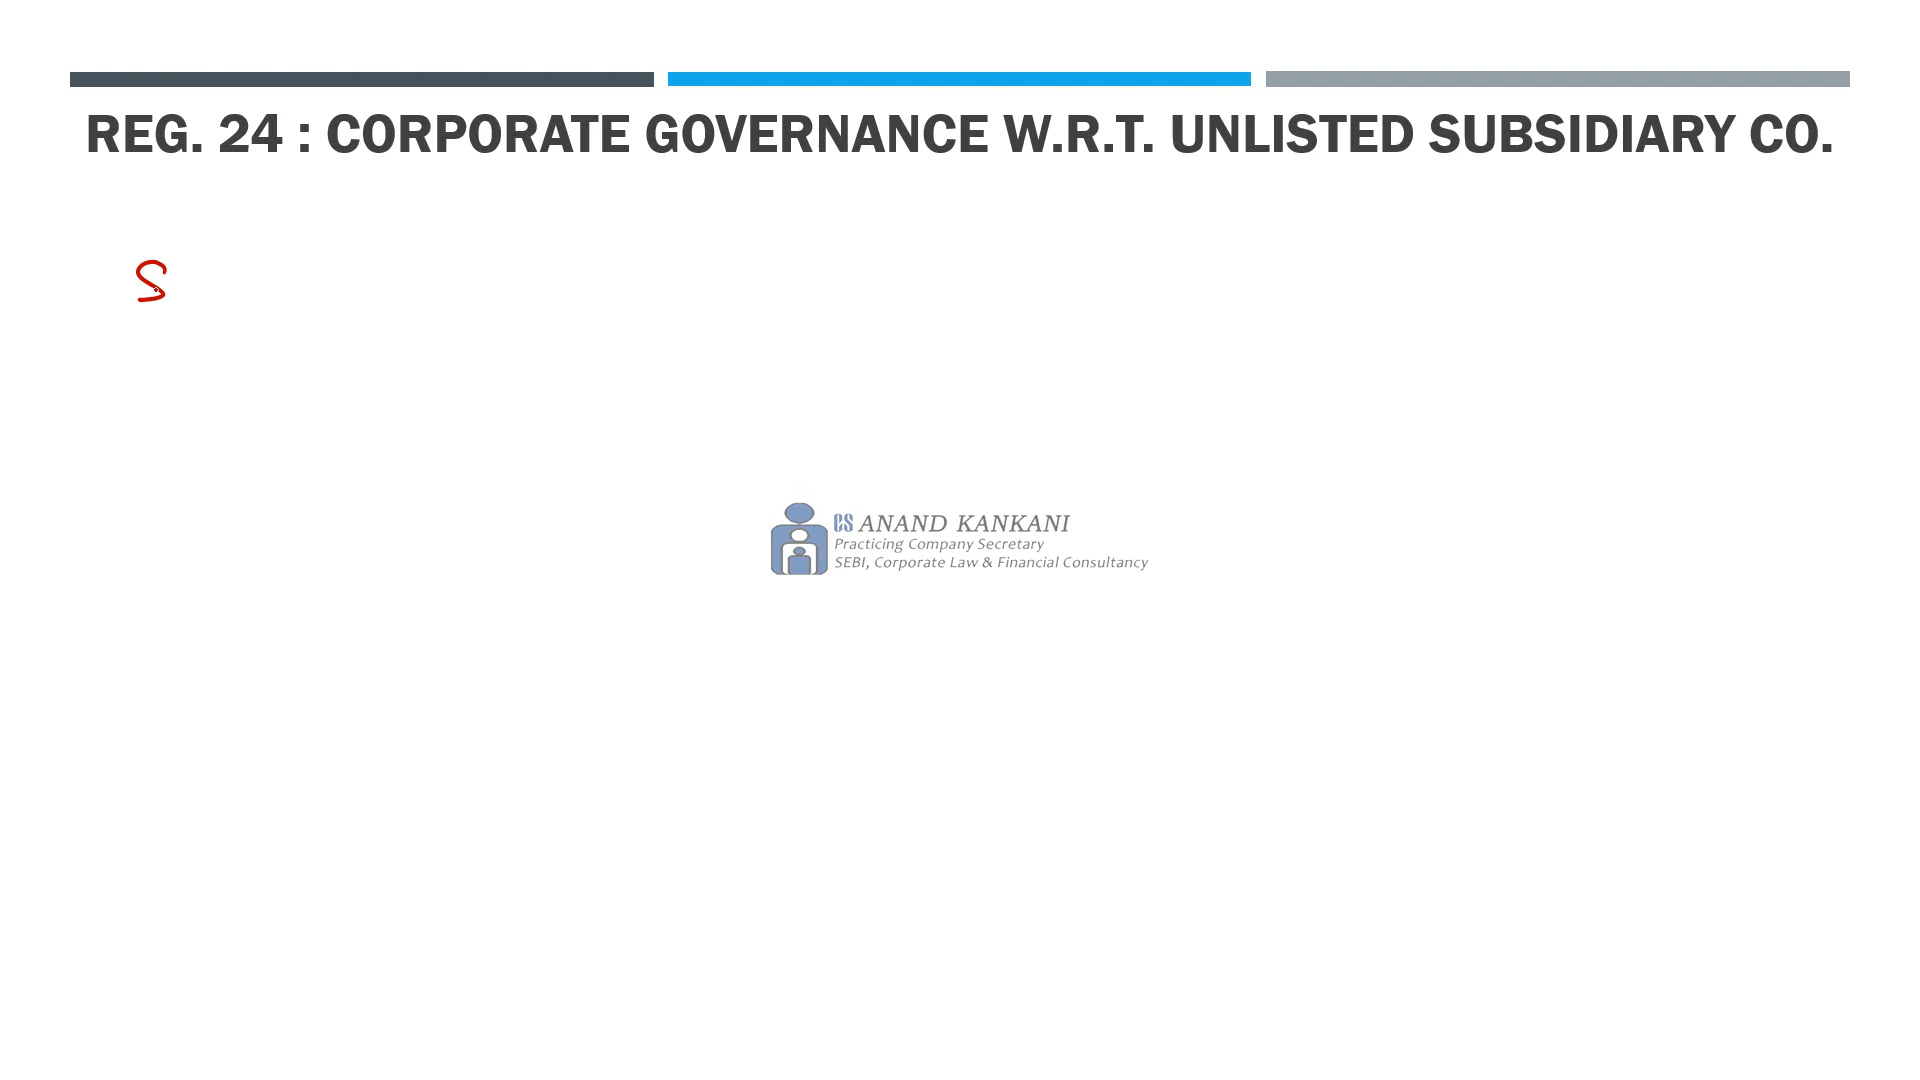 REG. 24 : CORPORATE GOVERNANCE W.R.T. UNLISTED SUBSIDIARY CO.
S
CS ANAND KANKANI
Practicing Company Secretary
SEBI, Corporate Law & Financial Consultancy